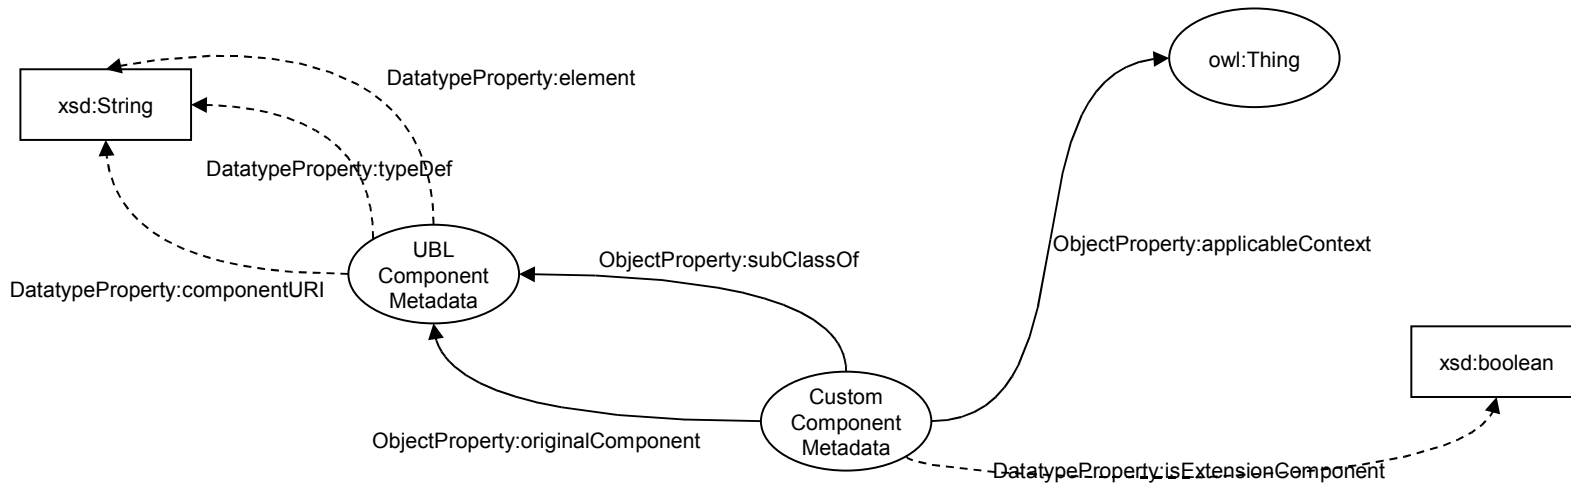 owl:Thing
DatatypeProperty:element
xsd:String
DatatypeProperty:typeDef
UBL
Component
Metadata
ObjectProperty:applicableContext
ObjectProperty:subClassOf
DatatypeProperty:componentURI
xsd:boolean
Custom
Component
Metadata
ObjectProperty:originalComponent
DatatypeProperty:isExtensionComponent